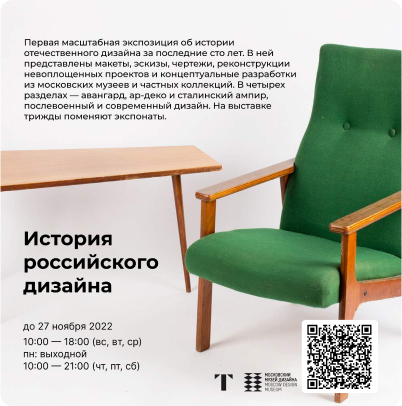 Первая масштабная экспозиция об истории
отечественного дизайна за последние сто лет. В ней
представлены макеты, эскизы, чертежи, реконструкции
невоплощенных проектов и концептуальные разработки
из московских музеев и частных коллекций. В четырех
разделах — авангард, ар-деко и сталинский ампир,
послевоенный и современный дизайн. На выставке
трижды поменяют экспонаты.
История
российского
дизайна
до 27 ноября 2022
10:00 — 18:00 (вс, вт, ср)
пн: выходной
10:00 — 21:00 (чт, пт, сб)
Т
МОСКОВСКИЙ
МУЗЕЙ ДИЗАЙНА
MOSCOW DESIGN
MUSEUM